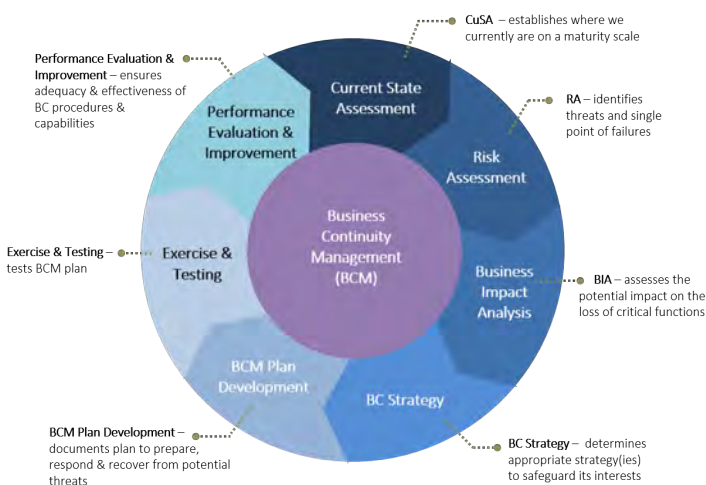 CuSA – establishes where we
currently are on a maturity scale
Performance Evaluation &
Improvement – ensures
adequacy & effectiveness of
BC procedures &
capabilities
Current State
Assessment
RA – identifies
threats and single
point of failures
Performance
Evaluation &
Improvement
Risk
Assessment
Business
Continuity
Management
(BCM)
Exercise & Testing –
tests BCM plan
Exercise &
Testing
Business
Impact
Analysis
BIA – assesses the
potential impact on the
loss of critical functions
BCM Plan
Development
BC Strategy
BCM Plan Development –
documents plan to prepare,
respond & recover from potential
threats
BC Strategy – determines
appropriate strategy(ies)
to safeguard its interests